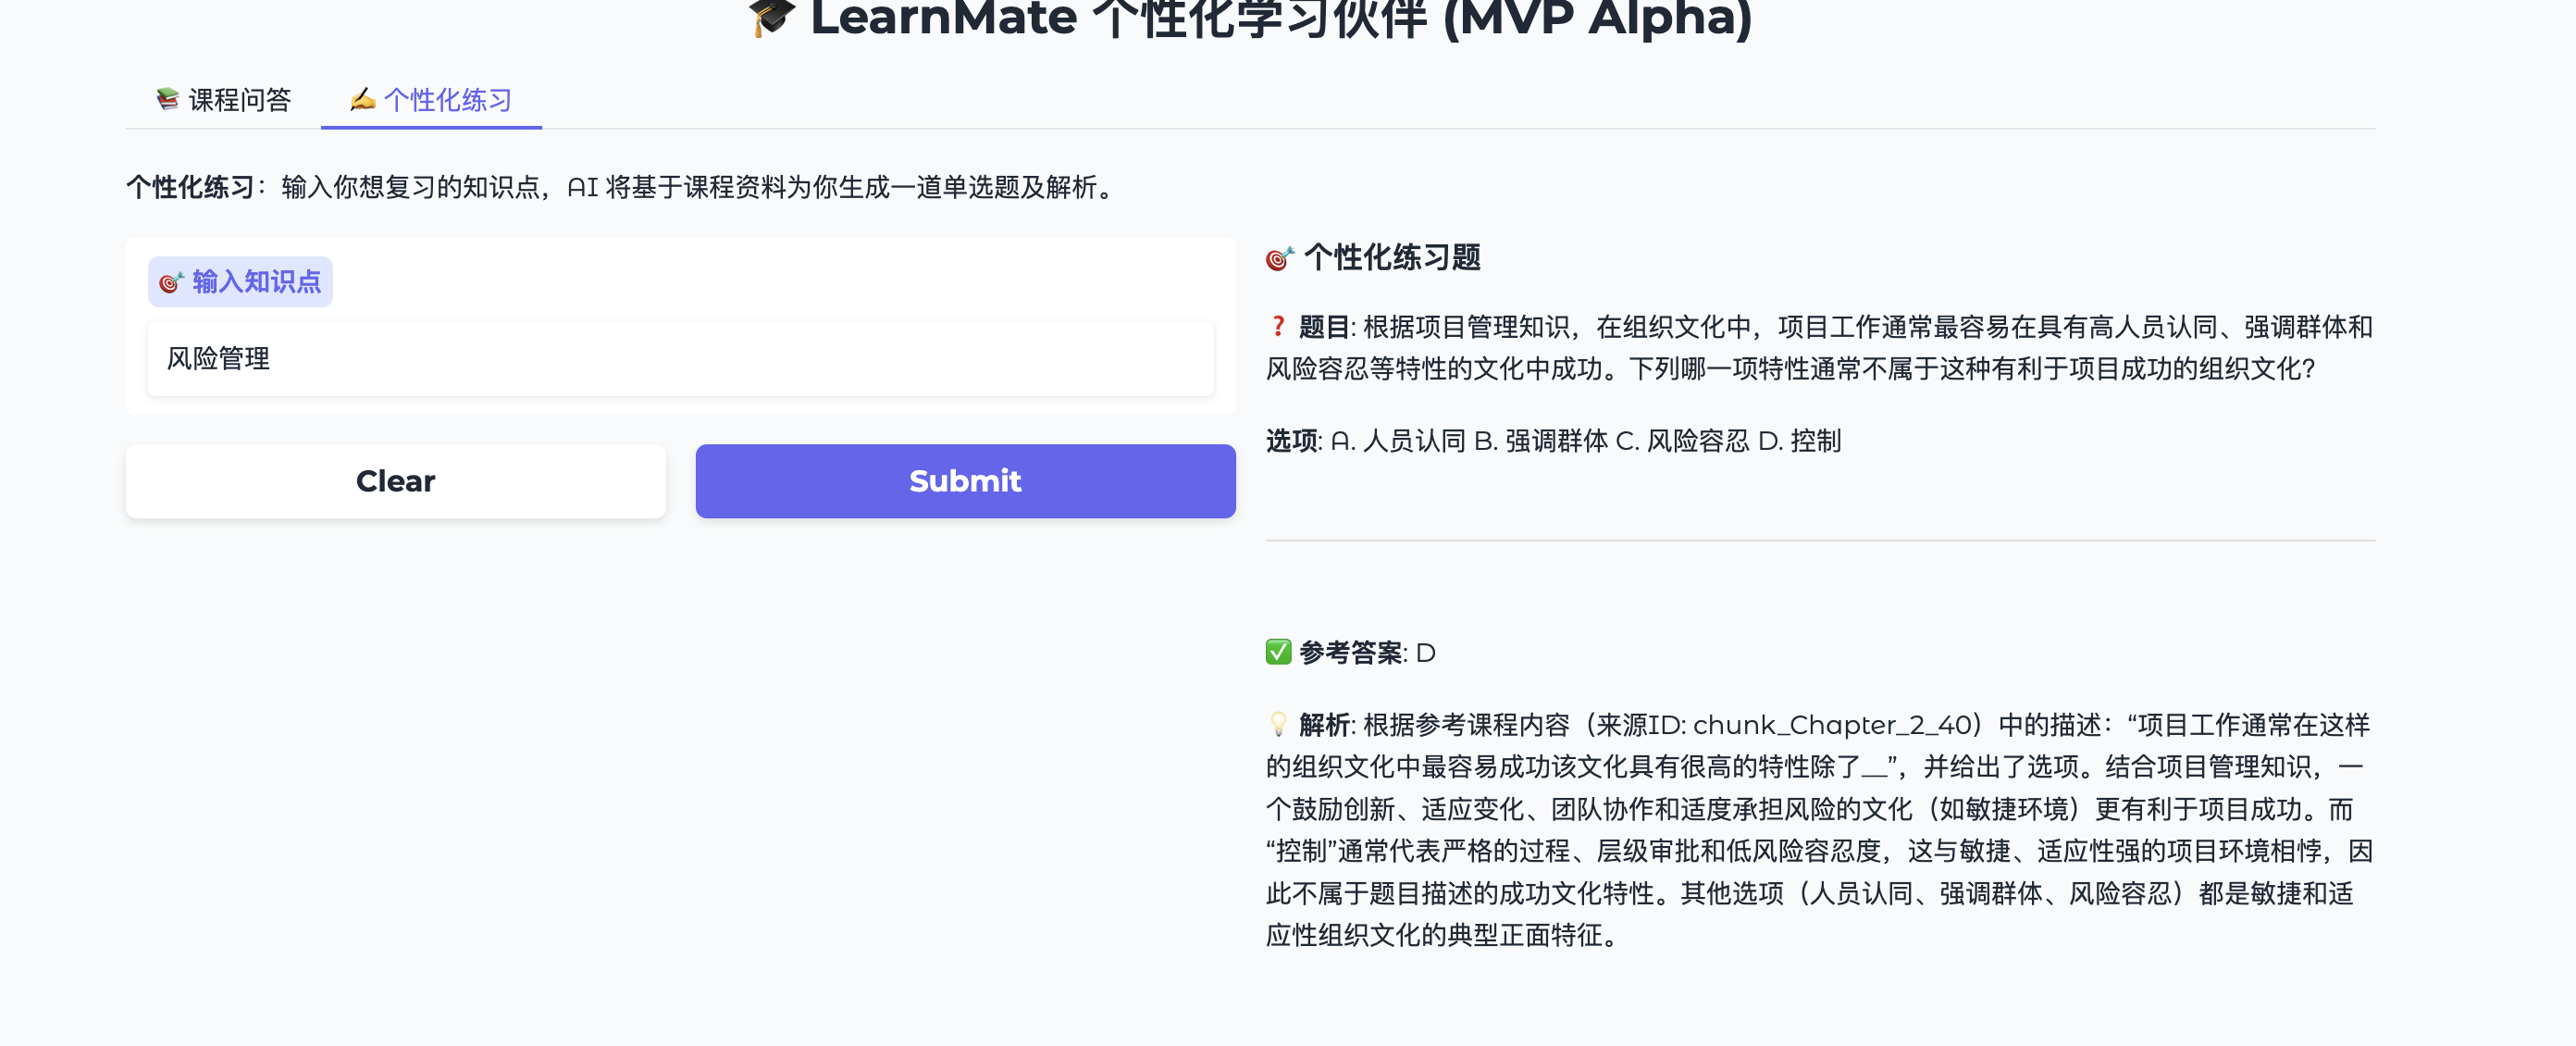 🎓 LearnMate 个性化学习伙伴 (MVP Alpha)
📚 课程问答
✍️ 个性化练习
个性化练习：输入你想复习的知识点，AI 将基于课程资料为你生成一道单选题及解析。
🎯 输入知识点
风险管理
Clear
Submit
🎯 个性化练习题
❓ 题目: 根据项目管理知识，在组织文化中，项目工作通常最容易在具有高人员认同、强调群体和
风险容忍等特性的文化中成功。下列哪一项特性通常不属于这种有利于项目成功的组织文化？
选项: A. 人员认同 B. 强调群体 C. 风险容忍 D. 控制
✅ 参考答案: D
💡 解析: 根据参考课程内容（来源ID: chunk_Chapter_2_40）中的描述：“项目工作通常在这样
的组织文化中最容易成功该文化具有很高的特性除了__”，并给出了选项。结合项目管理知识，一
个鼓励创新、适应变化、团队协作和适度承担风险的文化（如敏捷环境）更有利于项目成功。而
“控制”通常代表严格的过程、层级审批和低风险容忍度，这与敏捷、适应性强的项目环境相悖，因
此不属于题目描述的成功文化特性。其他选项（人员认同、强调群体、风险容忍）都是敏捷和适
应性组织文化的典型正面特征。